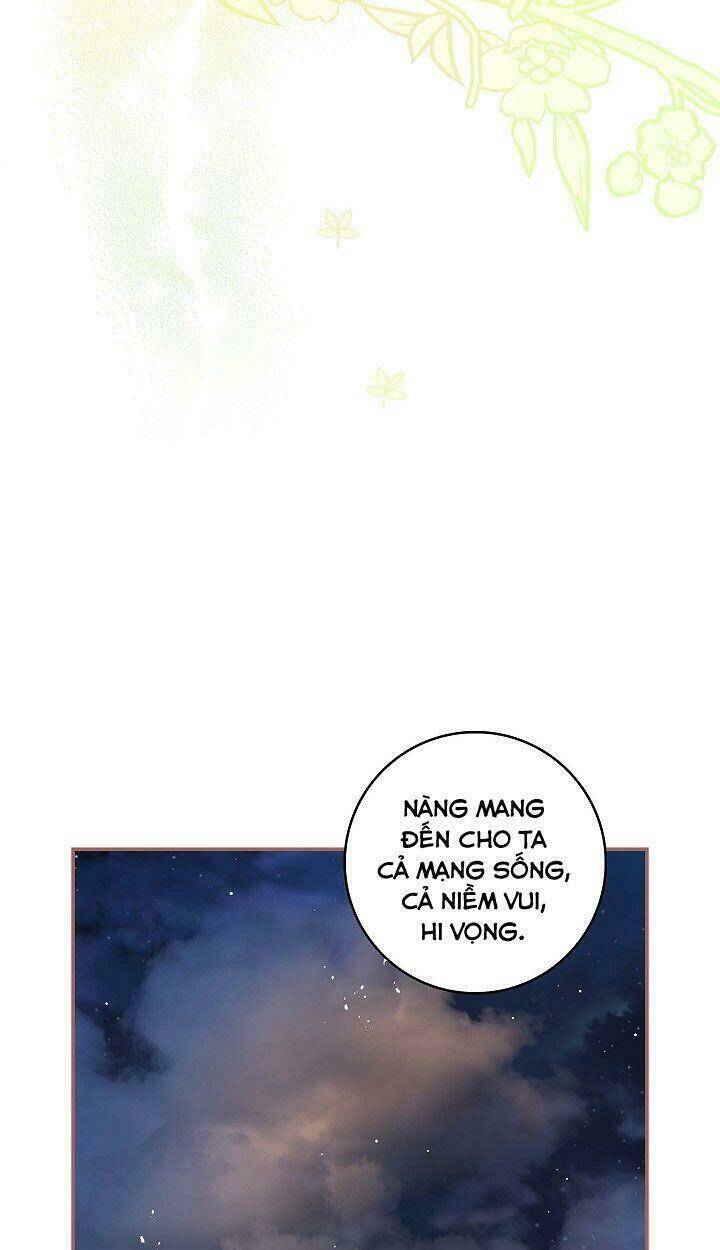 NÀNG MANG
ĐẾN CHO TA
CẢ MẠNG SỐNG,
CẢ NIỀM VUI,
HI VỌNG.